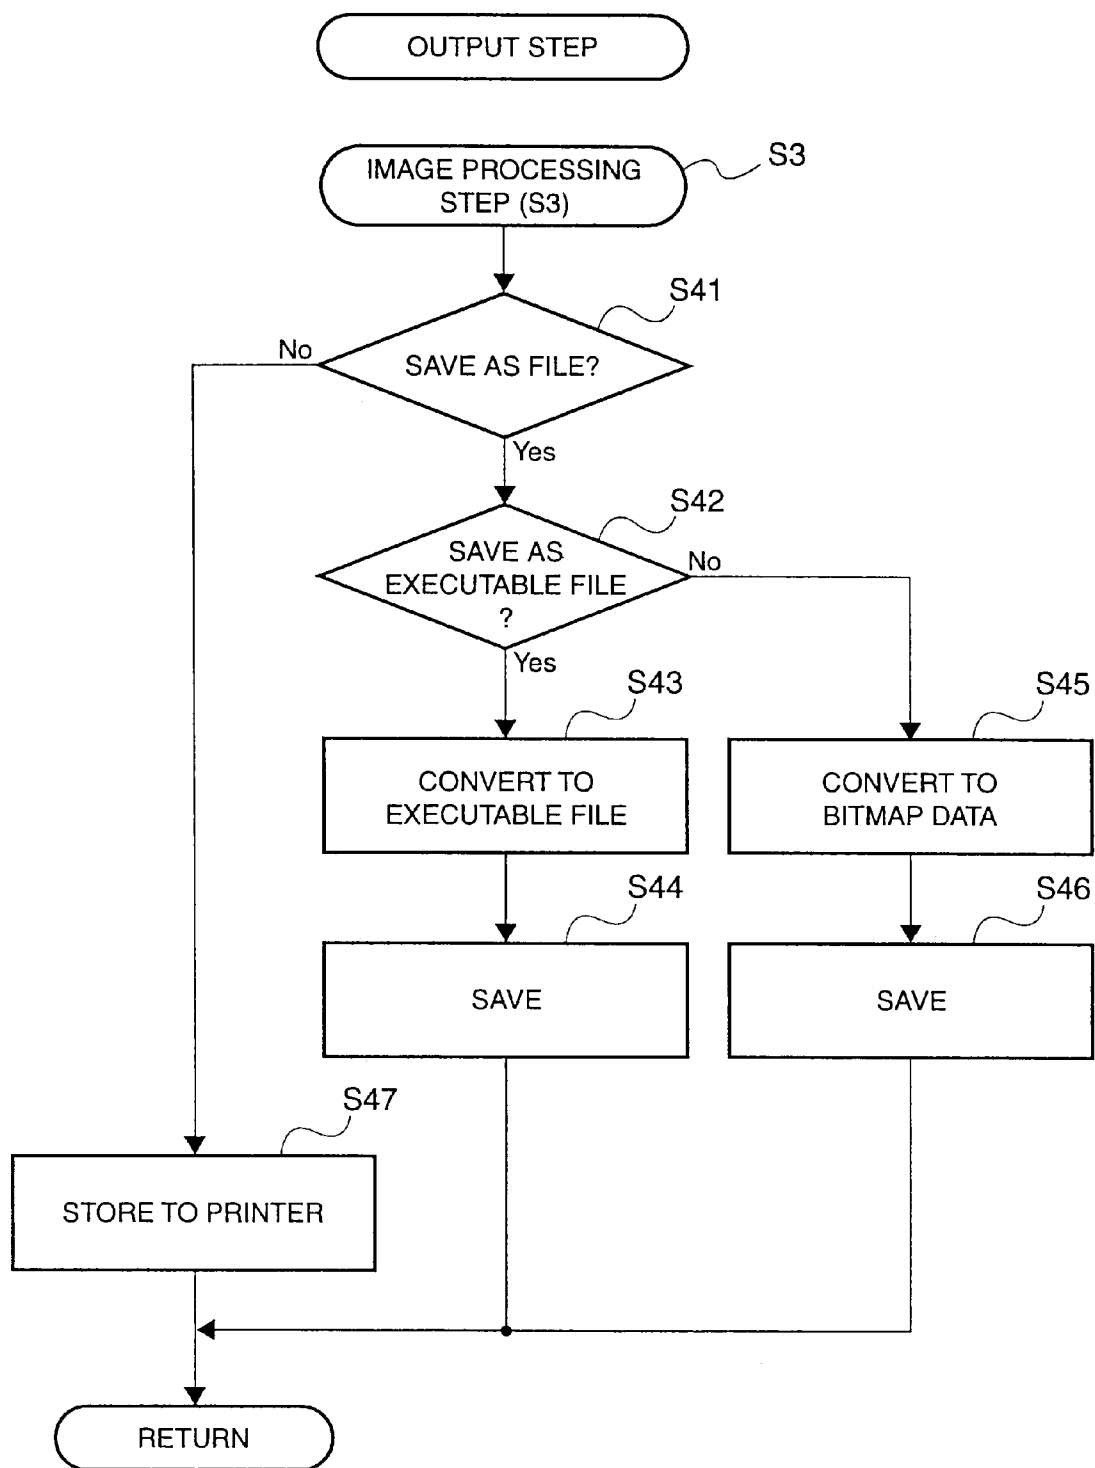 OUTPUT STEP
IMAGE PROCESSING
STEP (S3)
S3
S41
No
SAVE AS FILE?
Yes
S42
SAVE AS
EXECUTABLE FILE
?
No
Yes
S43
S45
CONVERT TO
EXECUTABLE FILE
CONVERT TO
BITMAP DATA
S44
S46
SAVE
SAVE
S47
STORE TO PRINTER
RETURN